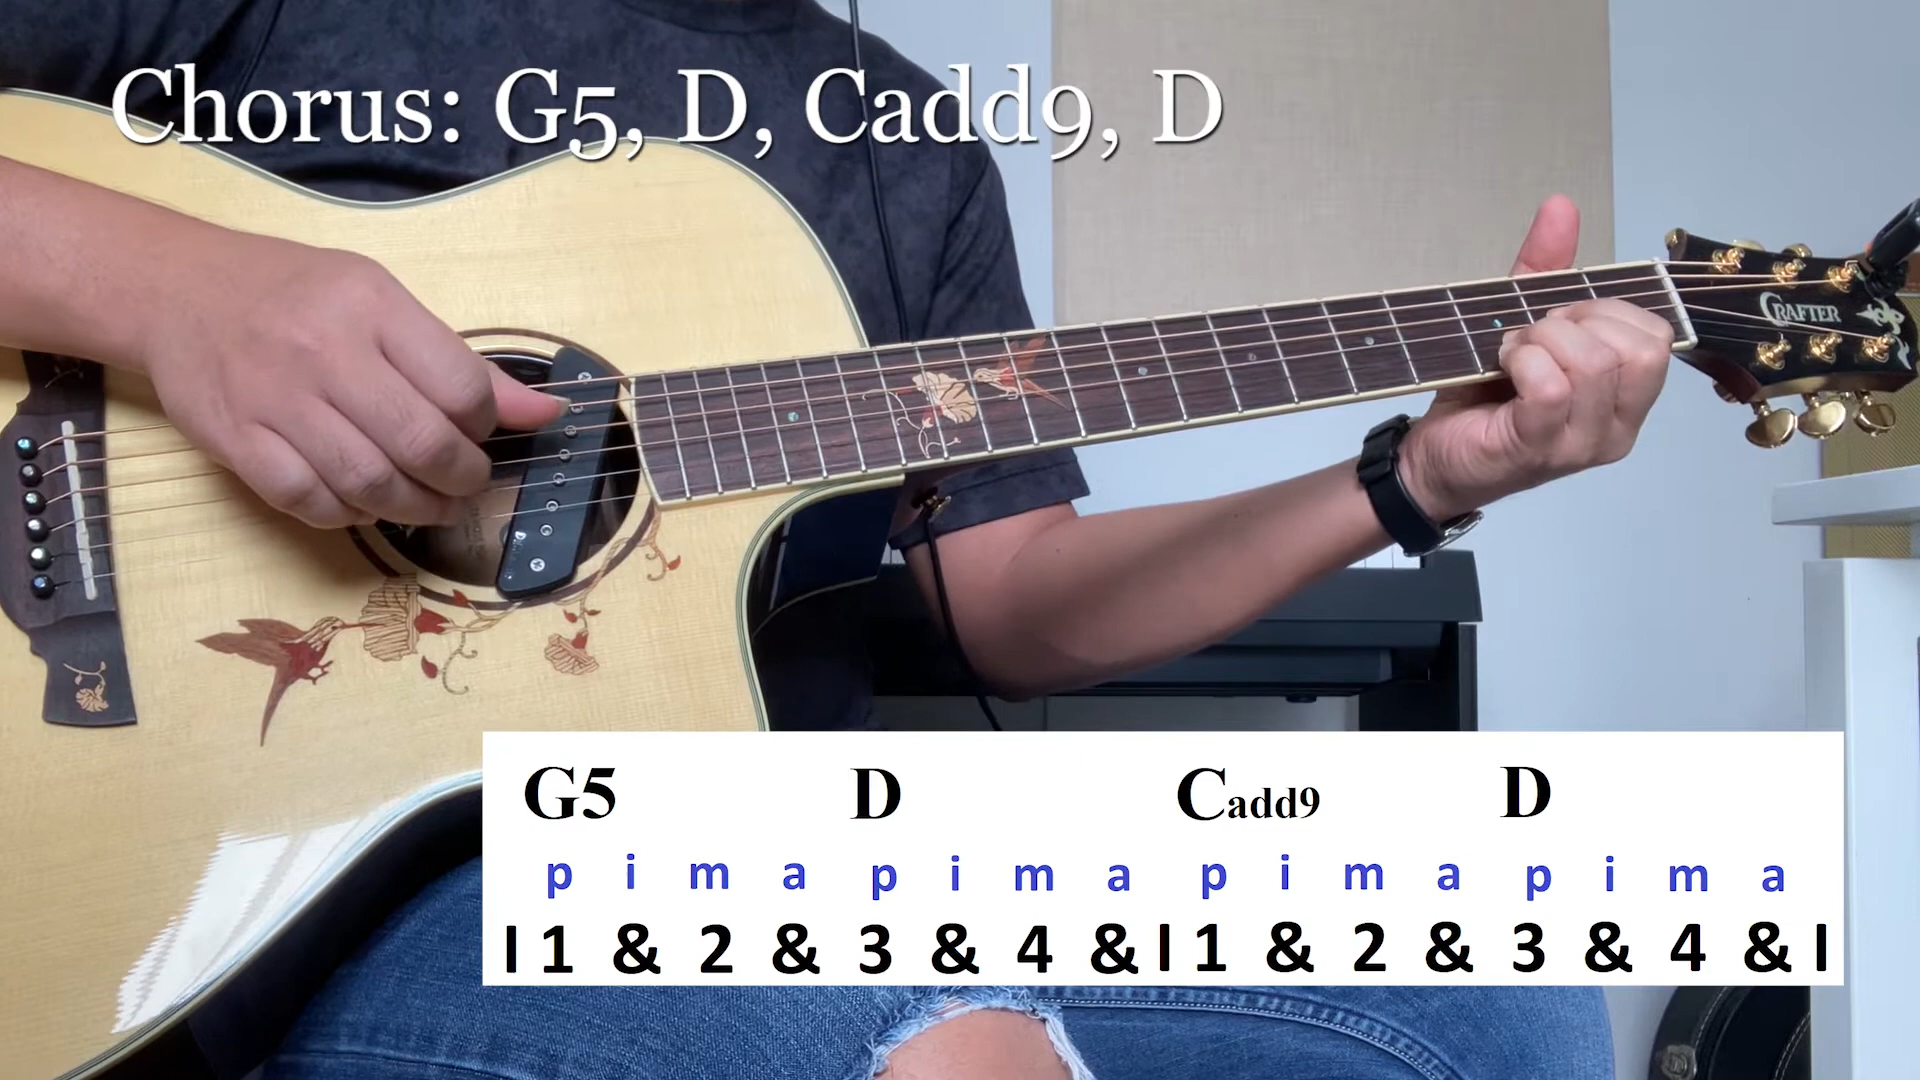 Chorus: G5, D, Cadd9, D
CRAFTER
G5 D Cadd9 D
p i m a p i m a p i m a p i m a
I 1 & 2 & 3 & 4 & I 1 & 2 & 3 & 4 & I